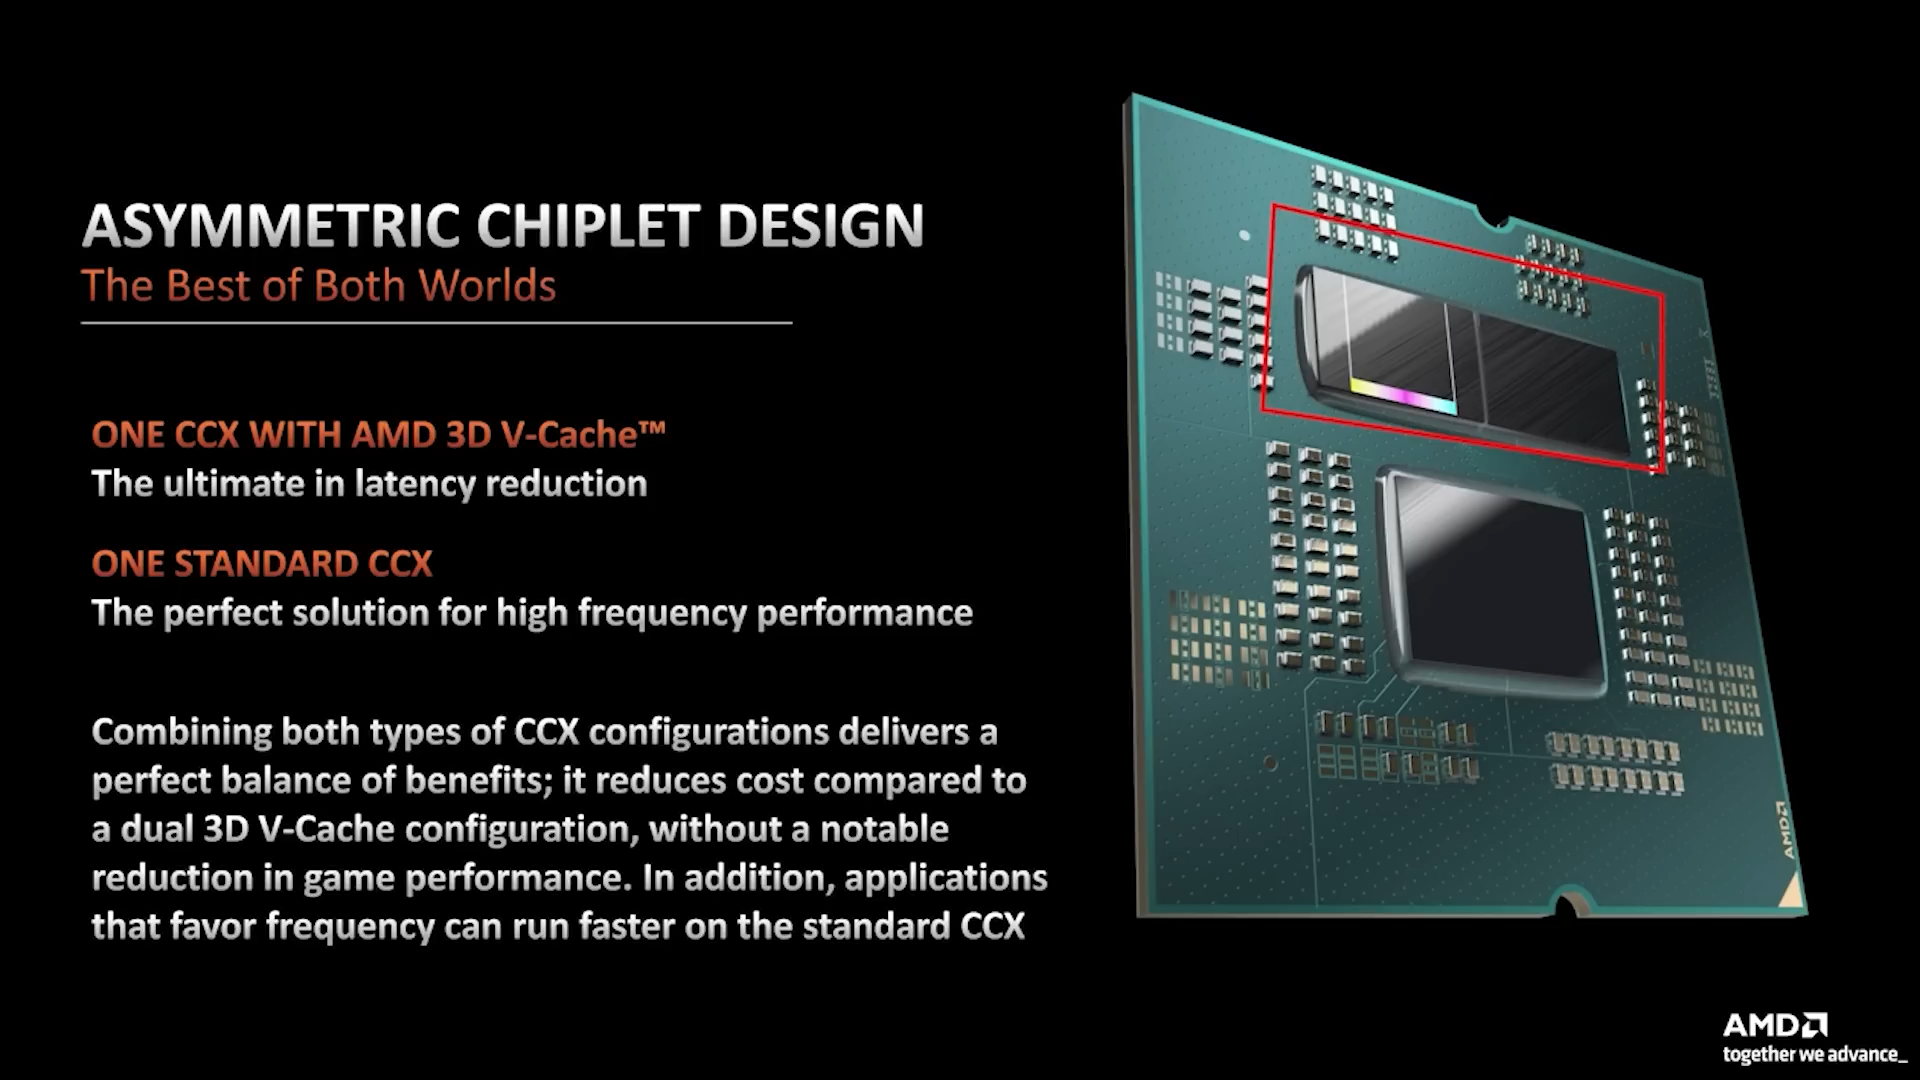 ASYMMETRIC CHIPLET DESIGN
The Best of Both Worlds
ONE CCX WITH AMD 3D V-Cache™
The ultimate in latency reduction
ONE STANDARD CCX
The perfect solution for high frequency performance
Combining both types of CCX configurations delivers a
perfect balance of benefits; it reduces cost compared to
a dual 3D V-Cache configuration, without a notable
reduction in game performance. In addition, applications
that favor frequency can run faster on the standard CCX
AMD
AMD
together we advance_